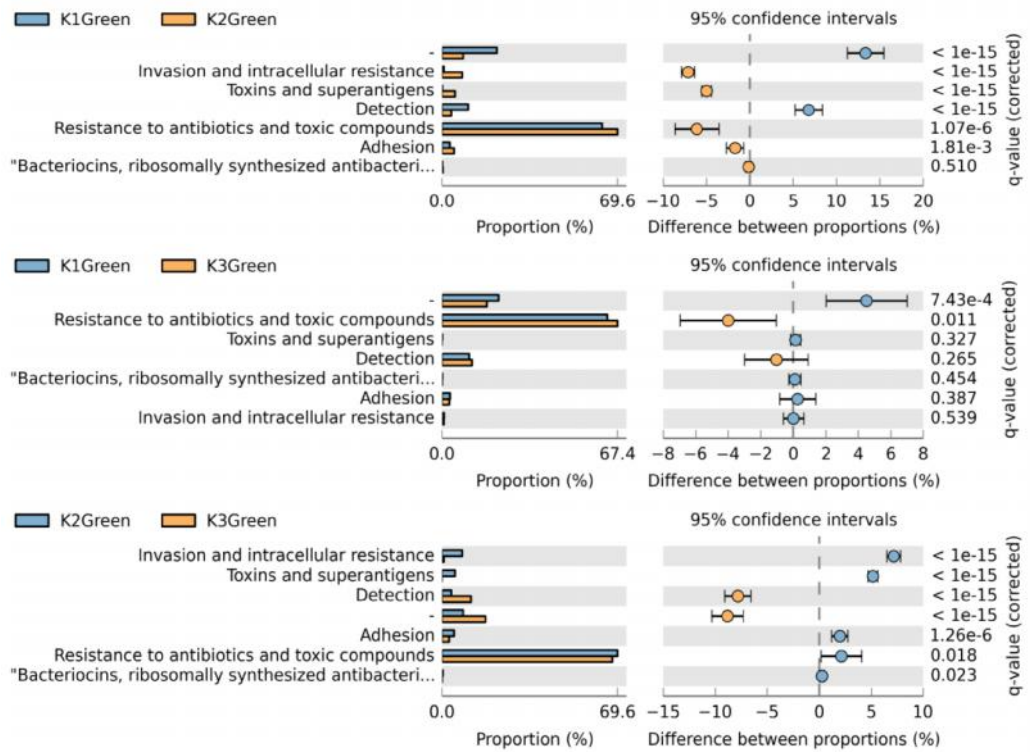 K1Green K2Green 95% confidence intervals
- < 1e-15
Invasion and intracellular resistance < 1e-15
Toxins and superantigens < 1e-15
Detection < 1e-15
Resistance to antibiotics and toxic compounds 1.07e-6
Adhesion 1.81e-3
"Bacteriocins, ribosomally synthesized antibacteri... 0.510
q-value (corrected)
0.0 69.6 −10 −5 0 5 10 15 20
Proportion (%) Difference between proportions (%)
K1Green K3Green 95% confidence intervals
- 7.43e-4
Resistance to antibiotics and toxic compounds 0.011
Toxins and superantigens 0.327
Detection 0.265
"Bacteriocins, ribosomally synthesized antibacteri... 0.454
Adhesion 0.387
Invasion and intracellular resistance 0.539
q-value (corrected)
0.0 67.4 −8 −6 −4 −2 0 2 4 6 8
Proportion (%) Difference between proportions (%)
K2Green K3Green 95% confidence intervals
Invasion and intracellular resistance < 1e-15
Toxins and superantigens < 1e-15
Detection < 1e-15
- < 1e-15
Adhesion 1.26e-6
Resistance to antibiotics and toxic compounds 0.018
"Bacteriocins, ribosomally synthesized antibacteri... 0.023
q-value (corrected)
0.0 69.6 −15 −10 −5 0 5 10
Proportion (%) Difference between proportions (%)